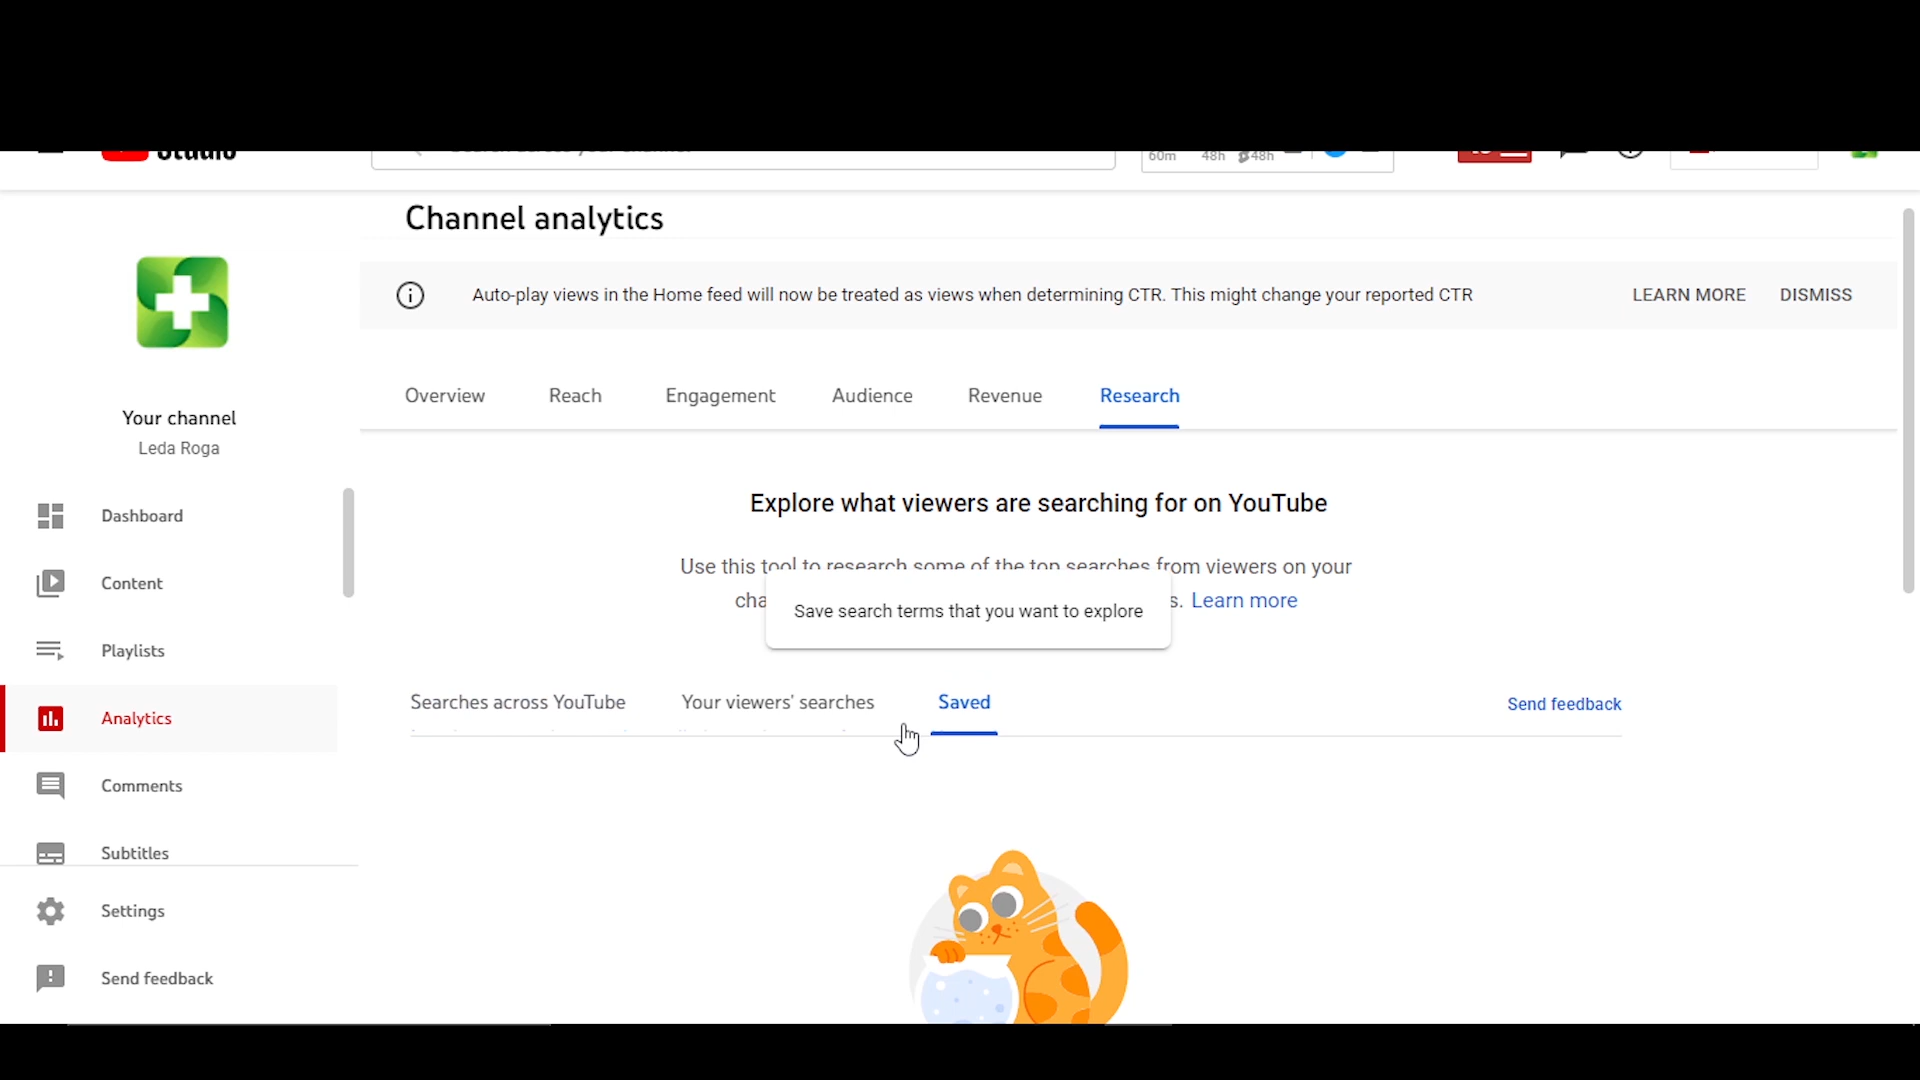 60m 48h 48h
Channel analytics
Auto-play views in the Home feed will now be treated as views when determining CTR. This might change your reported CTR
LEARN MORE DISMISS
Overview Reach Engagement Audience Revenue Research
Your channel
Leda Roga
Explore what viewers are searching for on YouTube
Use this tool to research some of the top searches from viewers on your
s. Learn more
Save search terms that you want to explore
Searches across YouTube Your viewers' searches Saved Send feedback
Dashboard
Content
Playlists
Analytics
Comments
Subtitles
Settings
Send feedback